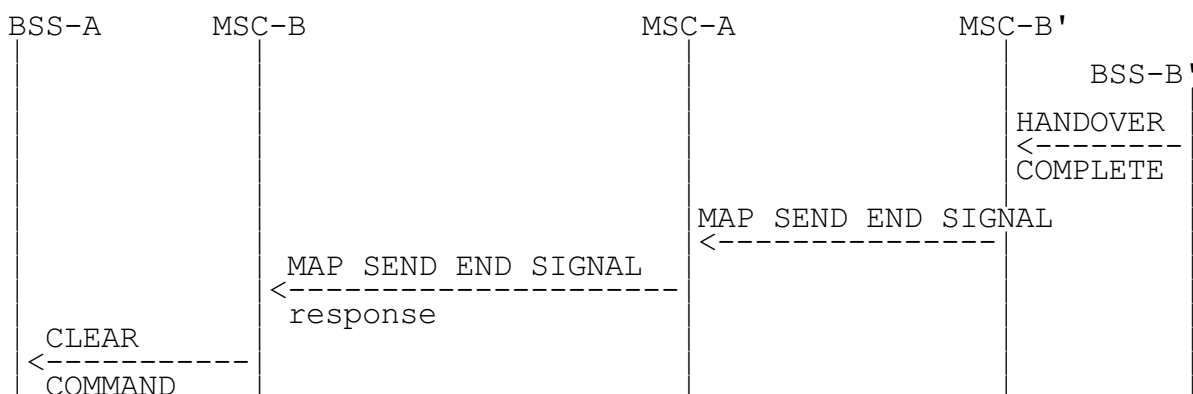 BSS-A MSC-B MSC-A MSC-B'
BSS-B'
HANDOVER
COMPLETE
MAP SEND END SIGNAL
MAP SEND END SIGNAL
response
CLEAR
COMMAND